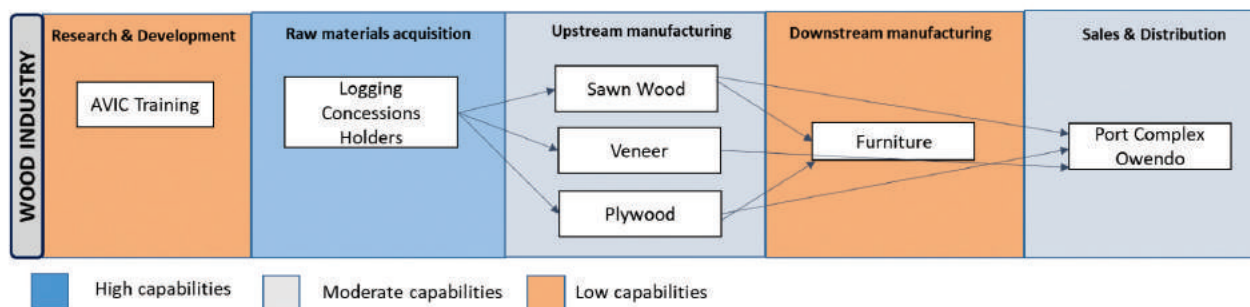 WOOD INDUSTRY
Research & Development
Raw materials acquisition
Upstream manufacturing
Downstream manufacturing
Sales & Distribution
AVIC Training
Logging
Concessions
Holders
Sawn Wood
Veneer
Plywood
Furniture
Port Complex
Owendo
High capabilities
Moderate capabilities
Low capabilities